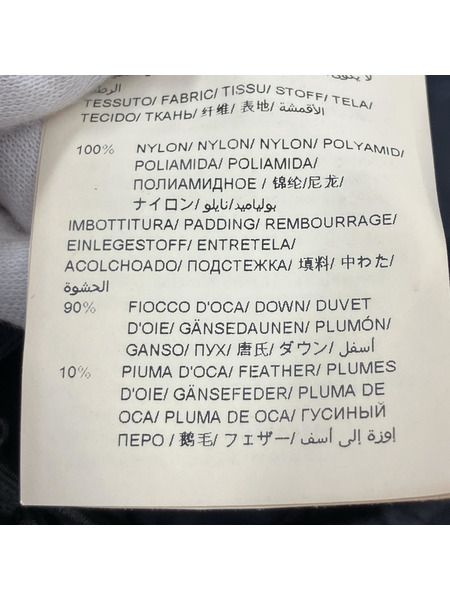 TESSUTO/ FABRIC/ TISSU/ STOFF/ TELA/
TECIDO/ ТКАНЬ/ 纤维/ 表地/ الأقمشة/
100% NYLON/ NYLON/ NYLON/ POLYAMID/
POLIAMIDA/ POLIAMIDA/
ПОЛИАМИДНОЕ / 锦纶/尼龙/
ナイロン/ بولياميد/نايلو
IMBOTTITURA/ PADDING/ REMBOURRAGE/
EINLEGESTOFF/ ENTRETELA/
ACOLCHOADO/ ПОДСТЕЖКА/ 填料/ 中わた/
الحشوة
90% FIOCCO D'OCA/ DOWN/ DUVET
D'OIE/ GÄNSEDAUNEN/ PLUMÓN/
GANSO/ ПУХ/ 唐氏/ ダウン/ أسفل
10% PIUMA D'OCA/ FEATHER/ PLUMES
D'OIE/ GÄNSEFEDER/ PLUMA DE
OCA/ PLUMA DE OCA/ ГУСИНЫЙ
ПЕРО / 鹅毛/ フェザー/ إوزة إلى أسف